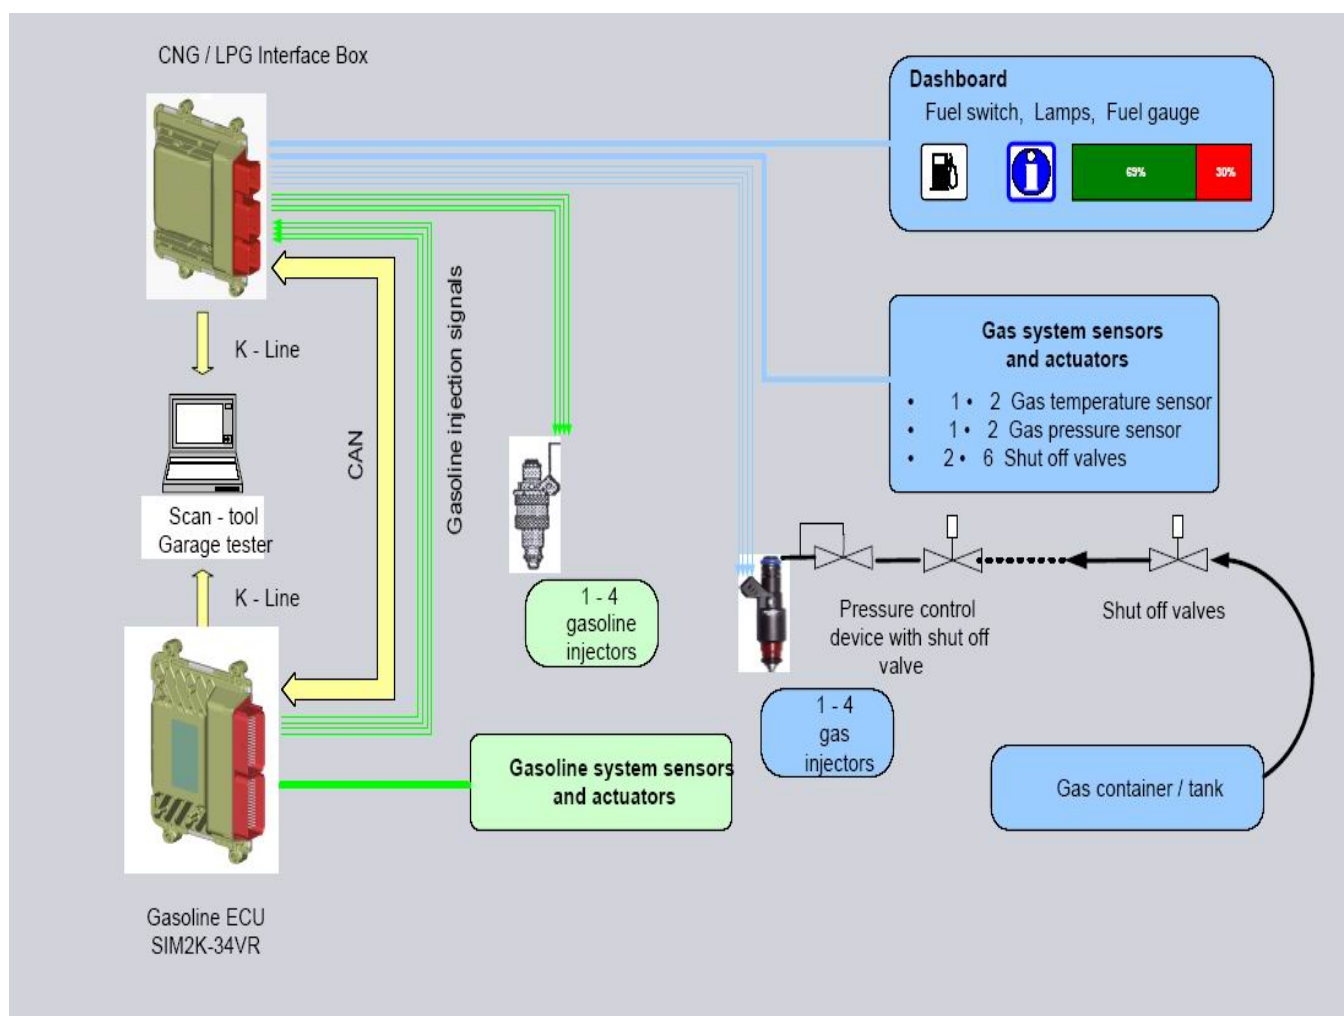 CNG / LPG Interface Box
Dashboard
Fuel switch, Lamps, Fuel gauge
69%
30%
Gas system sensors
and actuators
• 1 • 2 Gas temperature sensor
• 1 • 2 Gas pressure sensor
• 2 • 6 Shut off valves
K - Line
CAN
Gasoline injection signals
Scan - tool
Garage tester
K - Line
1 - 4
gasoline
injectors
Pressure control
device with shut off
valve
Shut off valves
1 - 4
gas
injectors
Gasoline system sensors
and actuators
Gas container / tank
Gasoline ECU
SIM2K-34VR